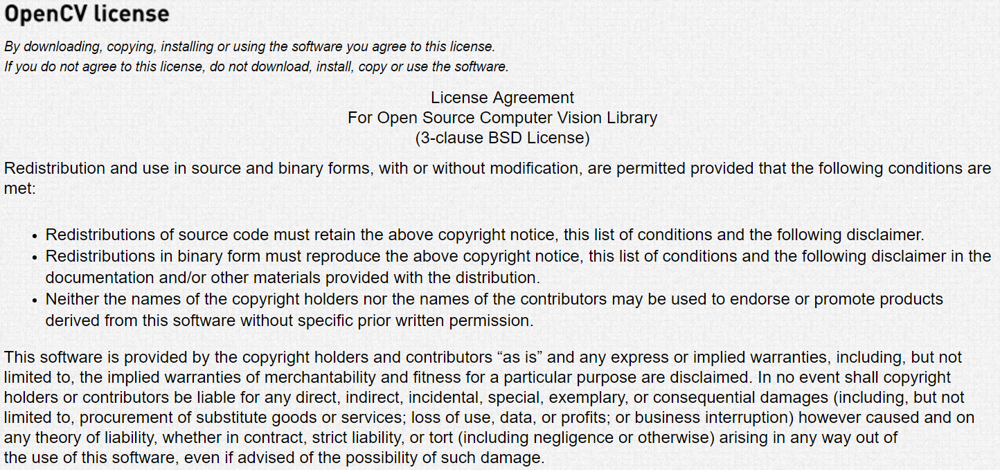 OpenCV license
By downloading, copying, installing or using the software you agree to this license.
If you do not agree to this license, do not download, install, copy or use the software.
License Agreement
For Open Source Computer Vision Library
(3-clause BSD License)
Redistribution and use in source and binary forms, with or without modification, are permitted provided that the following conditions are
met:
• Redistributions of source code must retain the above copyright notice, this list of conditions and the following disclaimer.
• Redistributions in binary form must reproduce the above copyright notice, this list of conditions and the following disclaimer in the
documentation and/or other materials provided with the distribution.
• Neither the names of the copyright holders nor the names of the contributors may be used to endorse or promote products
derived from this software without specific prior written permission.
This software is provided by the copyright holders and contributors “as is” and any express or implied warranties, including, but not
limited to, the implied warranties of merchantability and fitness for a particular purpose are disclaimed. In no event shall copyright
holders or contributors be liable for any direct, indirect, incidental, special, exemplary, or consequential damages (including, but not
limited to, procurement of substitute goods or services; loss of use, data, or profits; or business interruption) however caused and on
any theory of liability, whether in contract, strict liability, or tort (including negligence or otherwise) arising in any way out of
the use of this software, even if advised of the possibility of such damage.